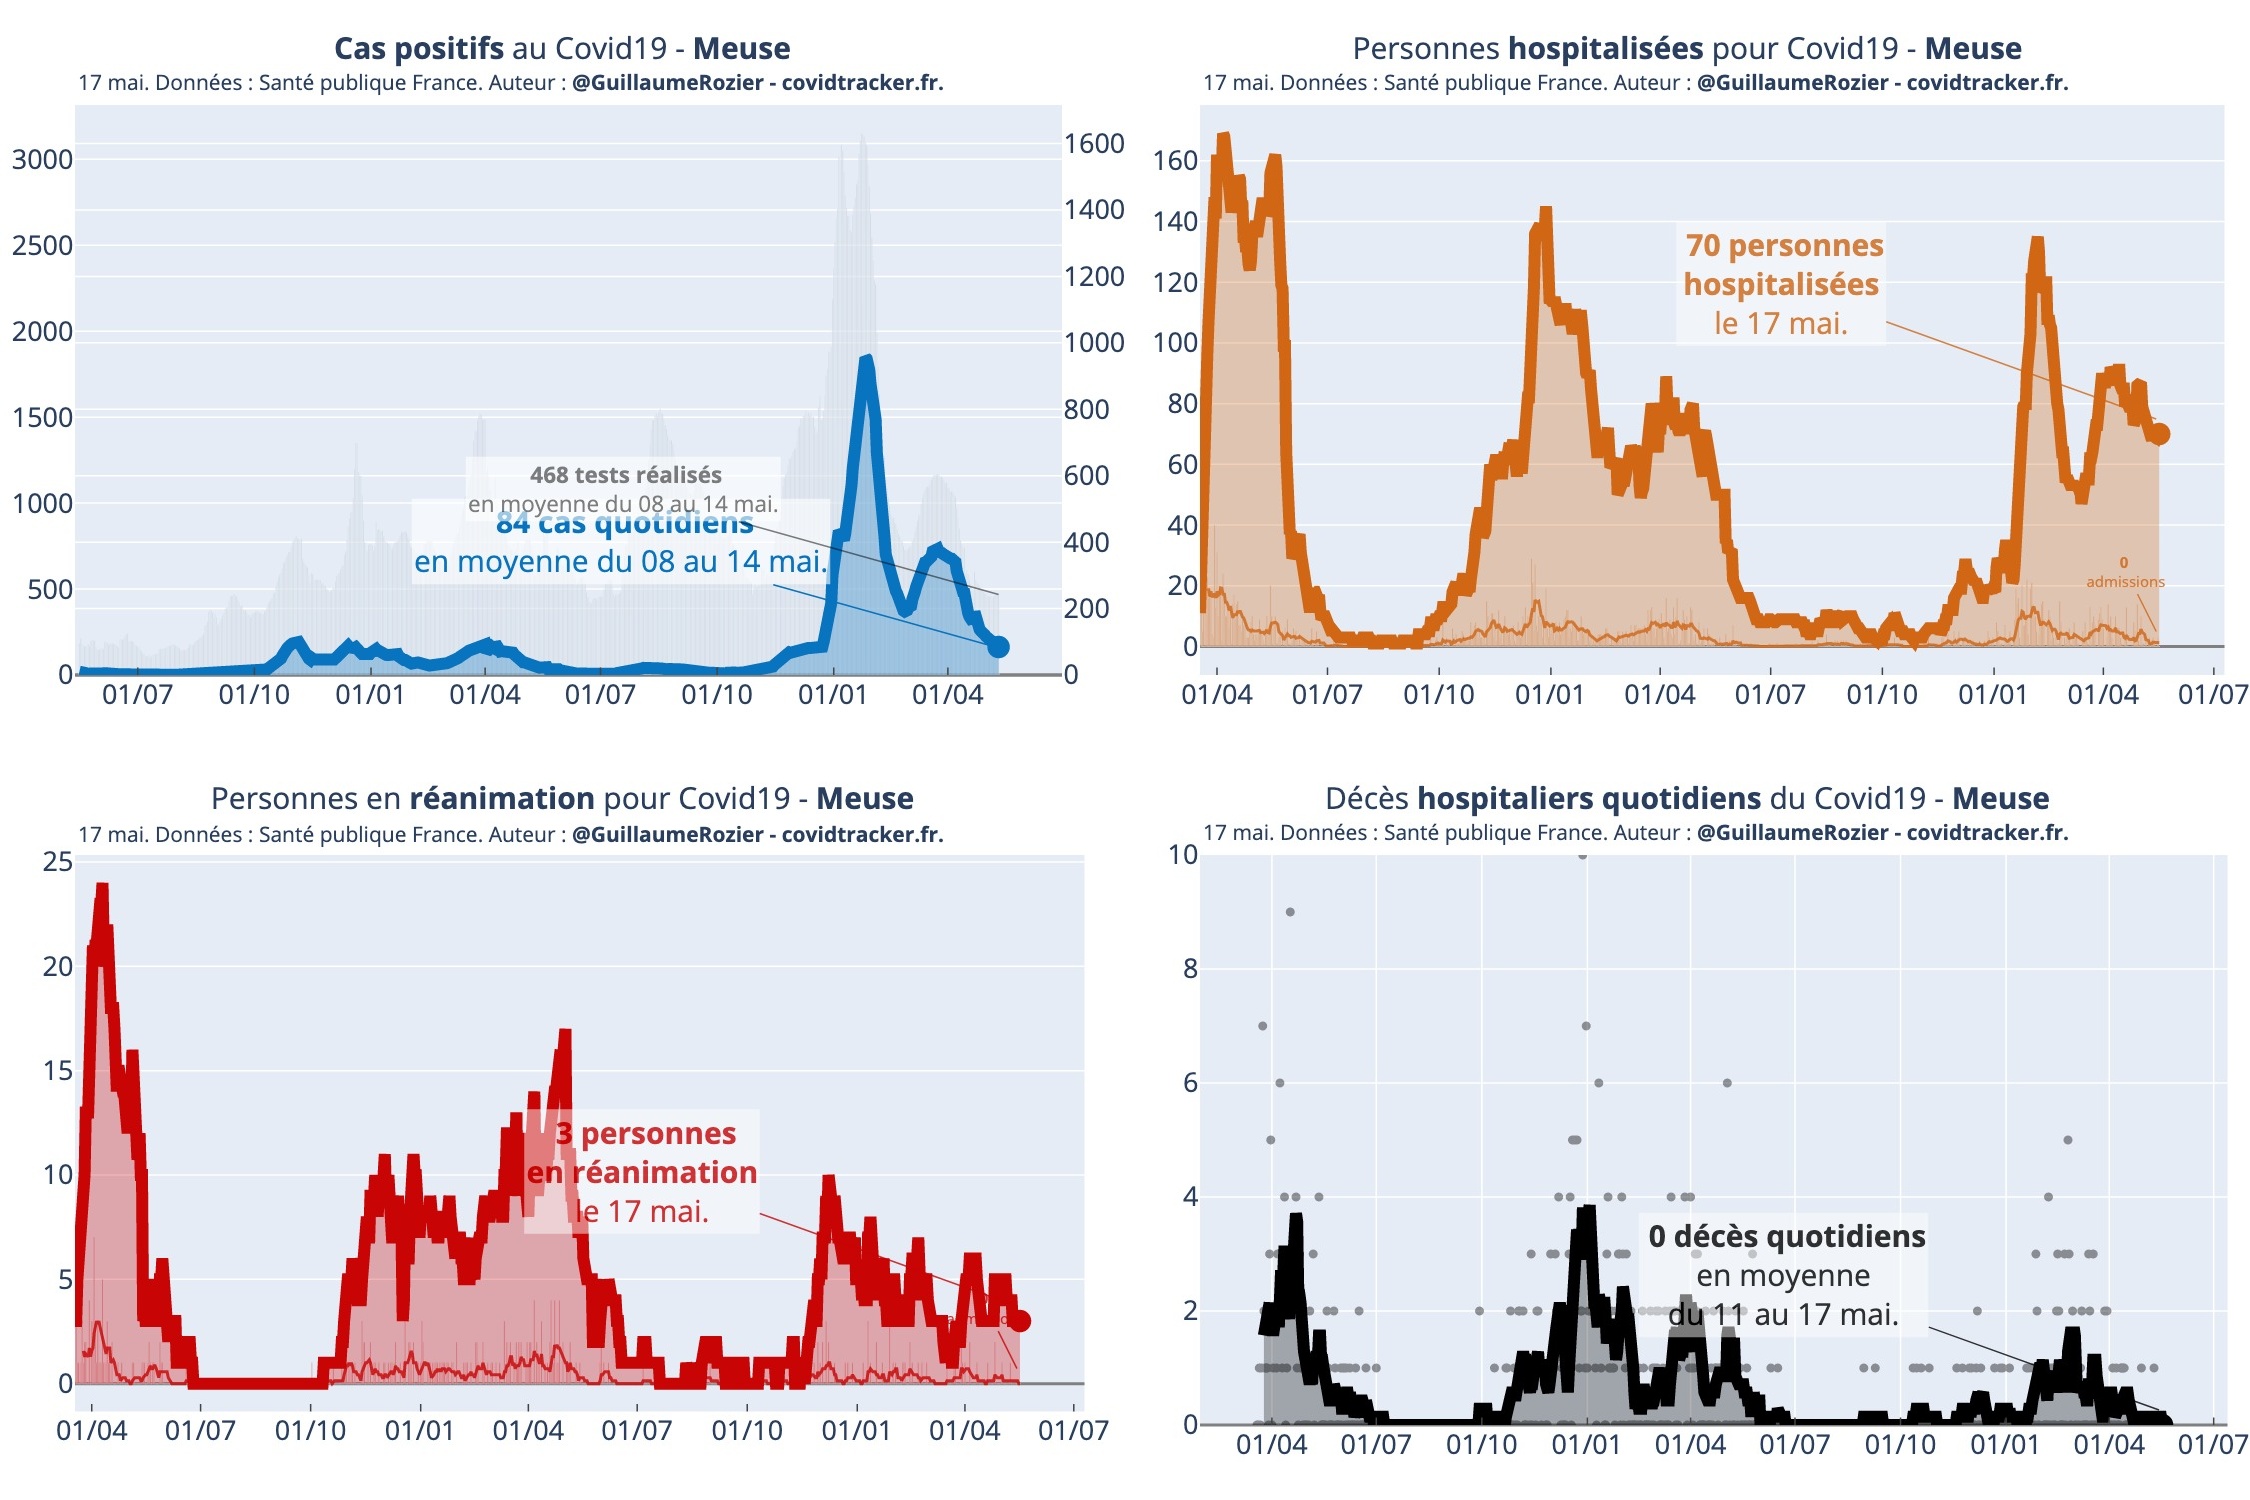 Cas positifs au Covid19 - Meuse
17 mai. Données : Santé publique France. Auteur : @GuillaumeRozier - covidtracker.fr.
3000
2500
2000
1500
1000
500
0
1600
1400
1200
1000
800
600
400
200
0
468 tests réalisés
en moyenne du 08 au 14 mai.
84 cas quotidiens
en moyenne du 08 au 14 mai.
01/07 01/10 01/01 01/04 01/07 01/10 01/01 01/04
Personnes hospitalisées pour Covid19 - Meuse
17 mai. Données : Santé publique France. Auteur : @GuillaumeRozier - covidtracker.fr.
160
140
120
100
80
60
40
20
0
70 personnes
hospitalisées
le 17 mai.
0
admissions
01/04 01/07 01/10 01/01 01/04 01/07 01/10 01/01 01/04 01/07
Personnes en réanimation pour Covid19 - Meuse
17 mai. Données : Santé publique France. Auteur : @GuillaumeRozier - covidtracker.fr.
25
20
15
10
5
0
3 personnes
en réanimation
le 17 mai.
01/04 01/07 01/10 01/01 01/04 01/07 01/10 01/01 01/04 01/07
Décès hospitaliers quotidiens du Covid19 - Meuse
17 mai. Données : Santé publique France. Auteur : @GuillaumeRozier - covidtracker.fr.
10
8
6
4
2
0
0 décès quotidiens
en moyenne
du 11 au 17 mai.
01/04 01/07 01/10 01/01 01/04 01/07 01/10 01/01 01/04 01/07